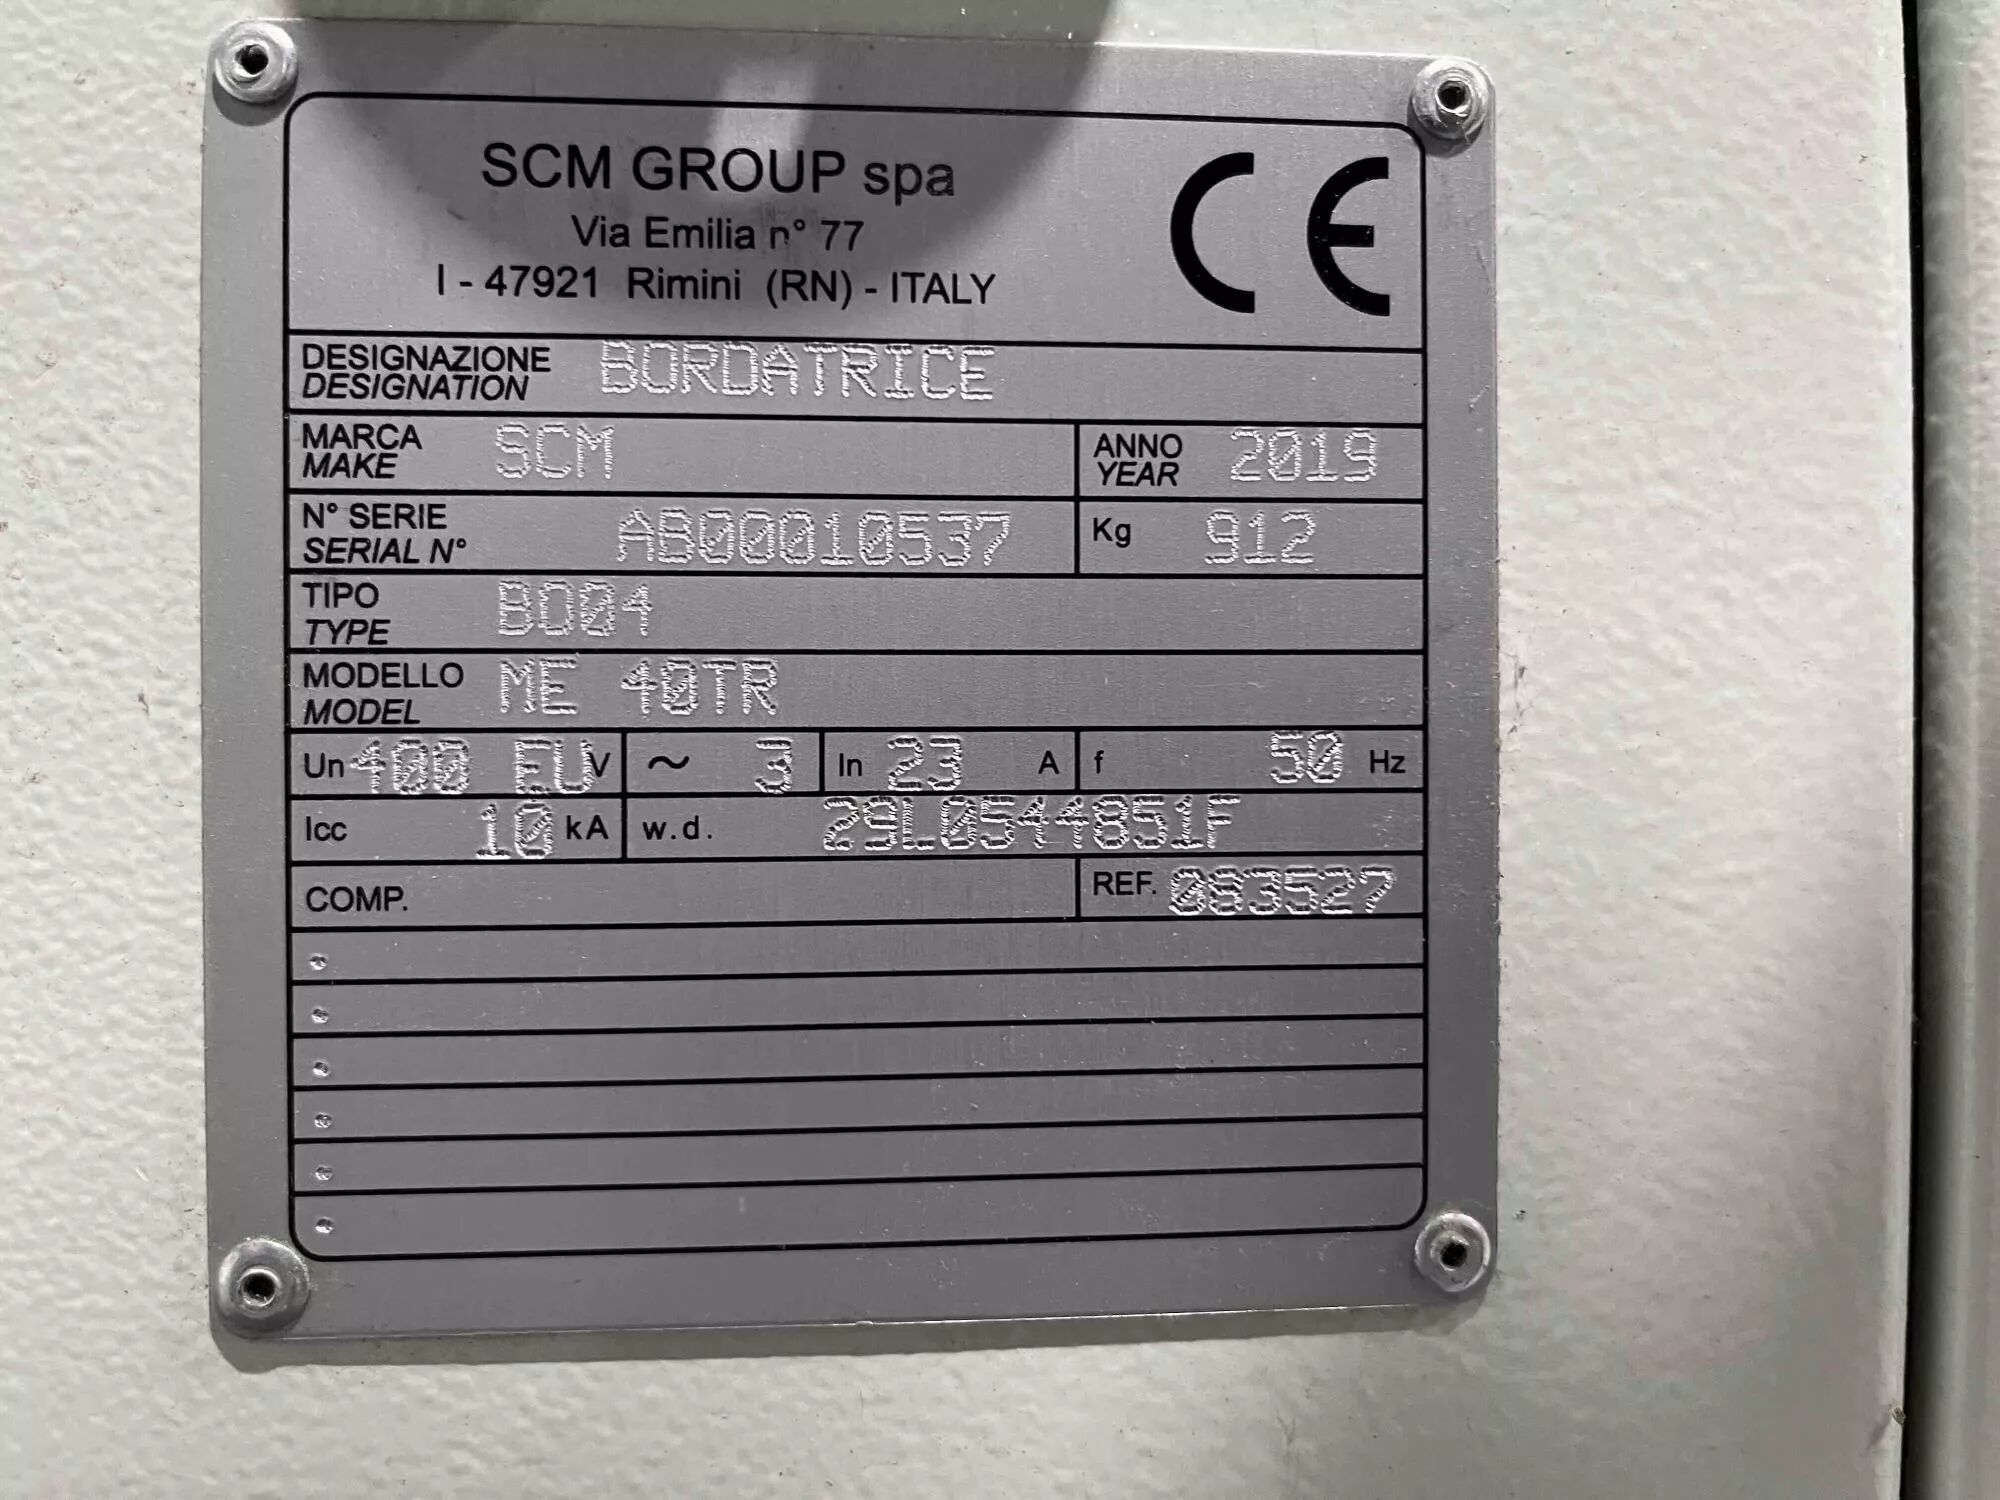 SCM GROUP spa
Via Emilia n° 77
I - 47921 Rimini (RN) - ITALY
CE
DESIGNAZIONE BORDATRICE
DESIGNATION
MARCA SCM ANNO 2019
MAKE YEAR
N° SERIE AB00010537 Kg 912
SERIAL N°
TIPO BO04
TYPE
MODELLO ME 40TR
MODEL
Un 400 EU V ~ 3 In 23 A f 50 Hz
Icc 10 kA w.d. 29L0544851F
COMP. REF. 083527